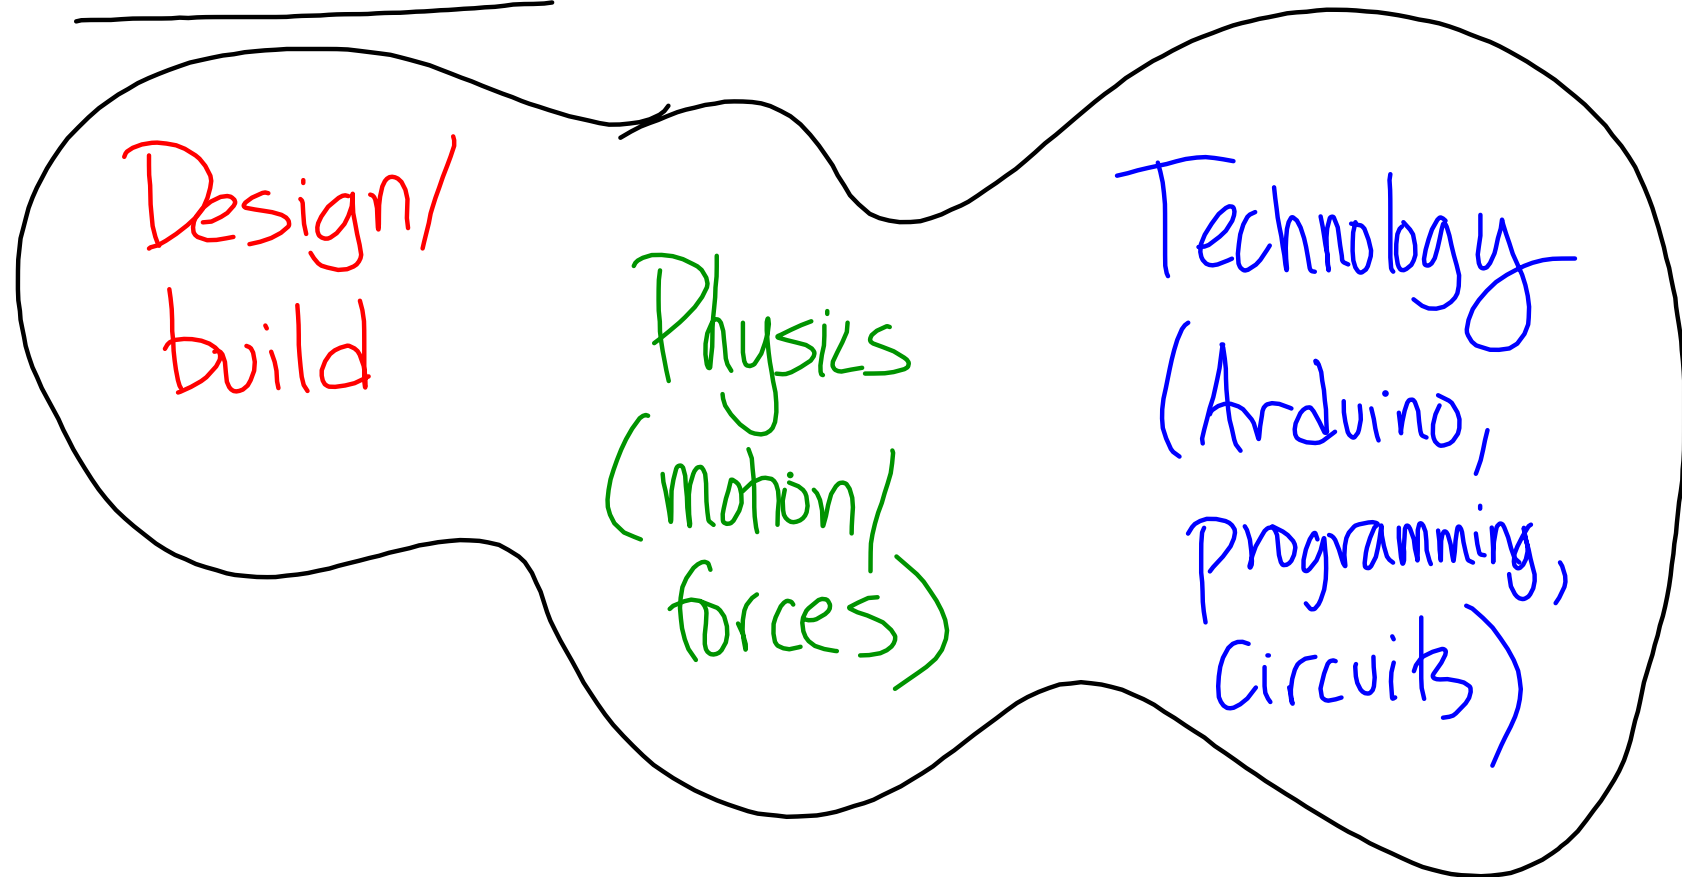 Design/
build
Physics
(motion/
forces)
Technology
(Arduino,
programming,
circuits)